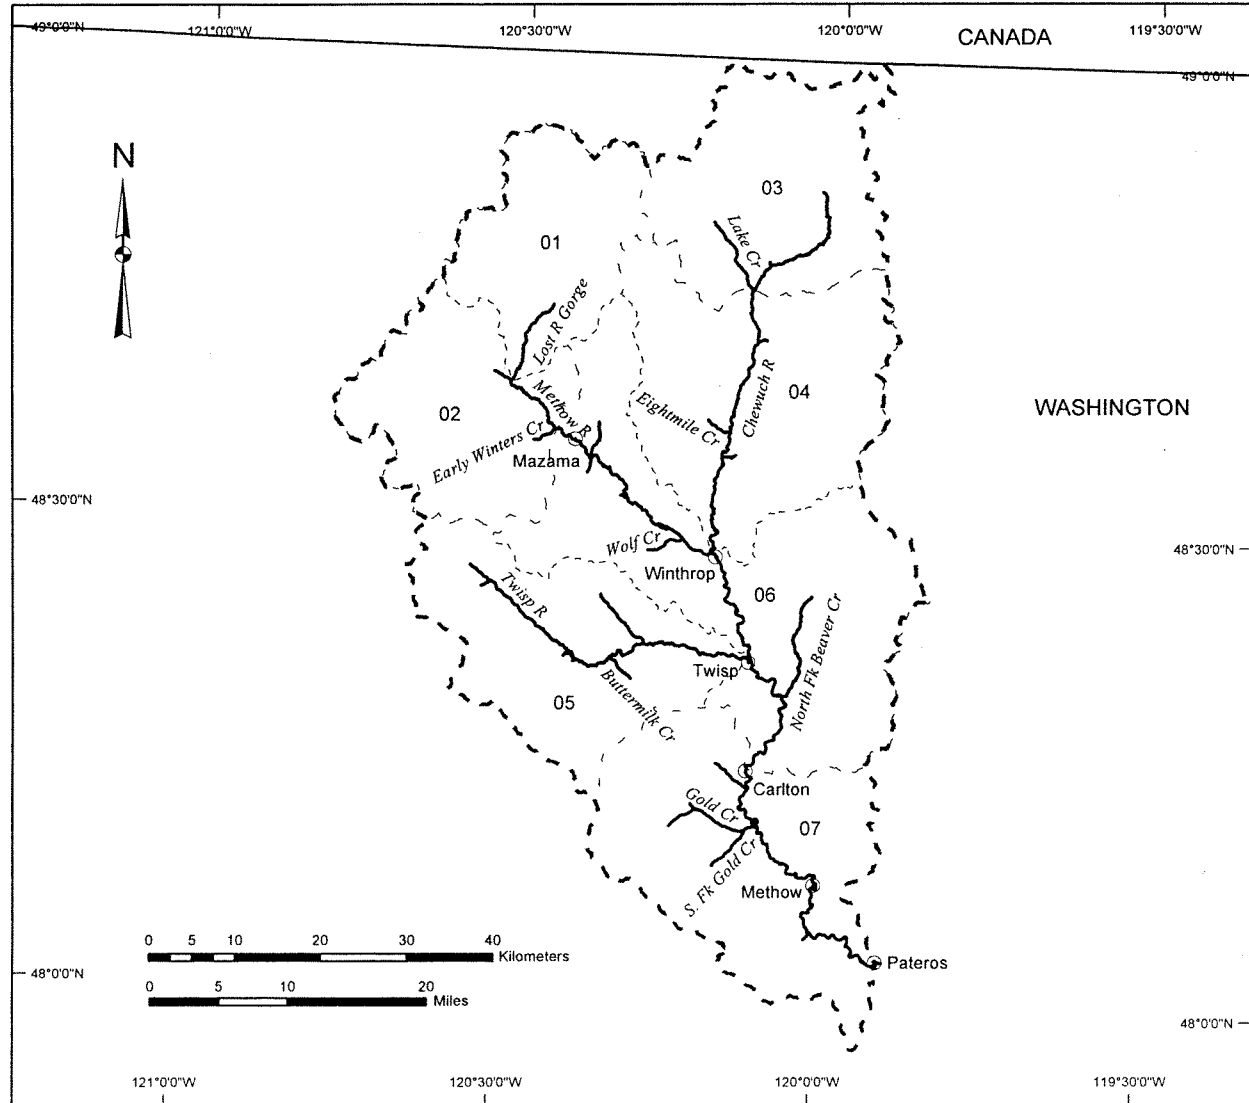 49°0'0"N
121°0'0"W
120°30'0"W
120°0'0"W
119°30'0"W
CANADA
49°0'0"N
N
03
01
Lake Cr
Lost R Gorge
Chewuch R
04
02
Methow R
Eightmile Cr
WASHINGTON
Early Winters Cr
Mazama
48°30'0"N
Wolf Cr
48°30'0"N
Winthrop
Twisp R
06
North Fk Beaver Cr
Twisp
05
Buttermilk Cr
Carlton
Gold Cr
07
S. Fk Gold Cr
Methow
0 5 10 20 30 40
Kilometers
Pateros
48°0'0"N
0 5 10 20
Miles
48°0'0"N
121°0'0"W
120°30'0"W
120°0'0"W
119°30'0"W